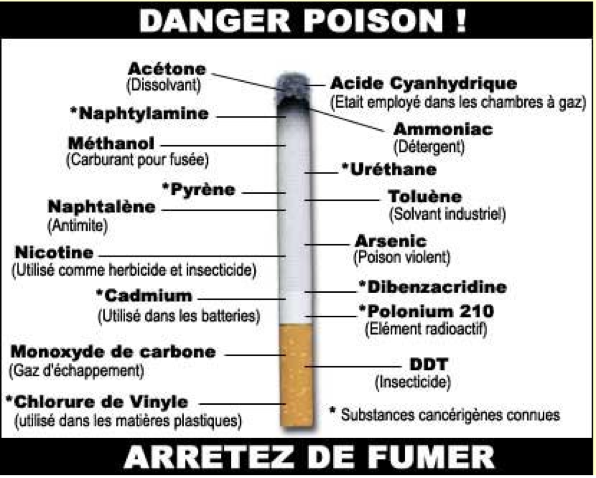 DANGER POISON !
Acétone
(Dissolvant)
*Naphtylamine
Méthanol
(Carburant pour fusée)
*Pyrène
Naphtalène
(Antimite)
Nicotine
(Utilisé comme herbicide et insecticide)
*Cadmium
(Utilisé dans les batteries)
Monoxyde de carbone
(Gaz d'échappement)
*Chlorure de Vinyle
(utilisé dans les matières plastiques)
Acide Cyanhydrique
(Etait employé dans les chambres à gaz)
Ammoniac
(Détergent)
*Uréthane
Toluène
(Solvant industriel)
Arsenic
(Poison violent)
*Dibenzacridine
*Polonium 210
(Elément radioactif)
DDT
(Insecticide)
* Substances cancérigènes connues
ARRETEZ DE FUMER